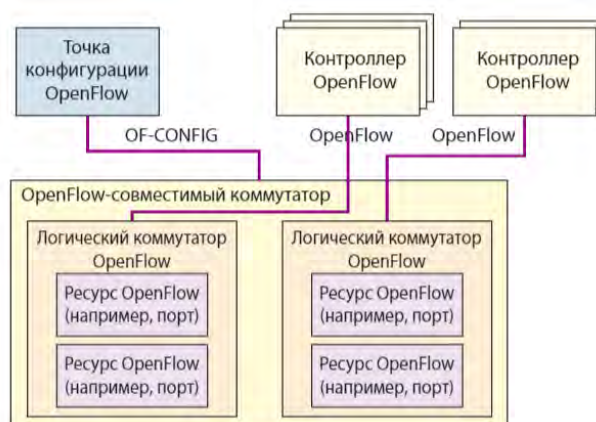 Точка
конфигурации
OpenFlow
Контроллер
OpenFlow
Контроллер
OpenFlow
OF-CONFIG
OpenFlow
OpenFlow
OpenFlow-совместимый коммутатор
Логический коммутатор
OpenFlow
Ресурс OpenFlow
(например, порт)
Ресурс OpenFlow
(например, порт)
Логический коммутатор
OpenFlow
Ресурс OpenFlow
(например, порт)
Ресурс OpenFlow
(например, порт)